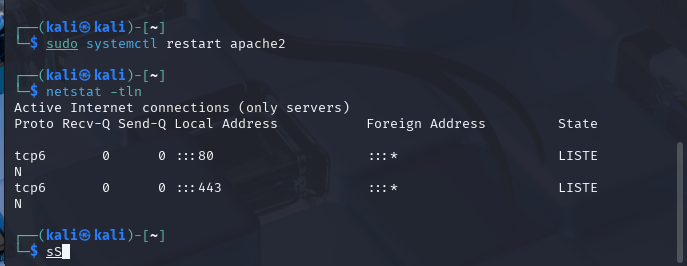 ┌──(kali㉿kali)-[~]
└─$ sudo systemctl restart apache2
┌──(kali㉿kali)-[~]
└─$ netstat -tln
Active Internet connections (only servers)
Proto Recv-Q Send-Q Local Address           Foreign Address         State
tcp6       0      0 :::80                   :::*                    LISTE
N
tcp6       0      0 :::443                  :::*                    LISTE
N
┌──(kali㉿kali)-[~]
└─$ sS